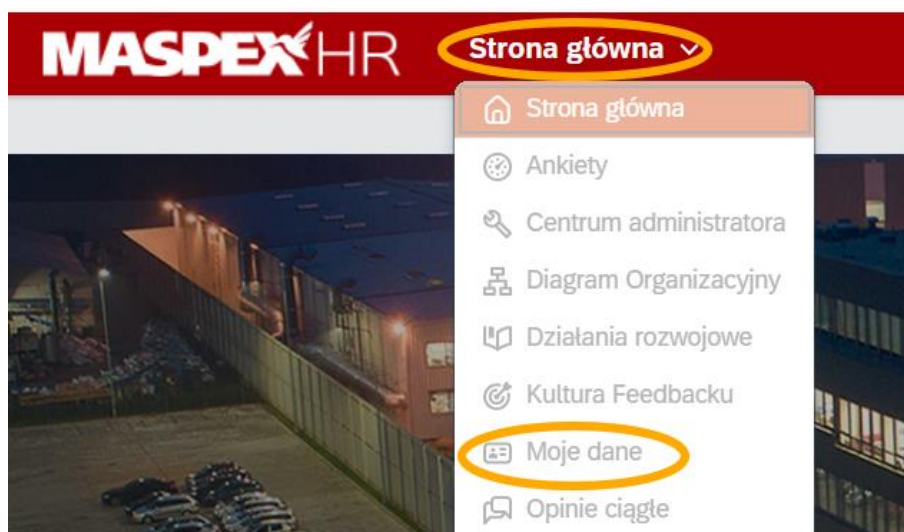 MASPEX HR
Strona główna
Strona główna
Ankiety
Centrum administratora
Diagram Organizacyjny
Działania rozwojowe
Kultura Feedbacku
Moje dane
Opinie ciągłe